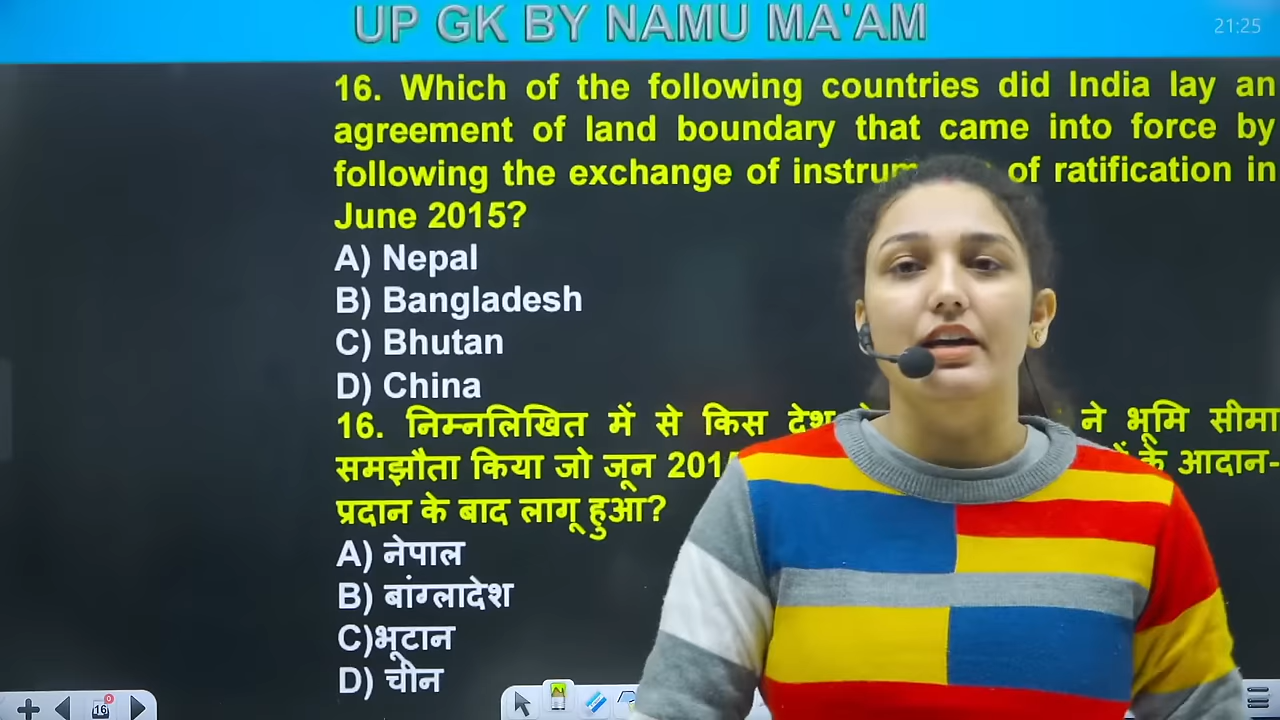 UP GK BY NAMU MA'AM
21:25
16. Which of the following countries did India lay an
agreement of land boundary that came into force by
following the exchange of of ratification in
June 2015?
A) Nepal
B) Bangladesh
C) Bhutan
D) China
16. निम्नलिखित में से किस ने भूमि सीमा
समझौता किया जो जून के आदान-
प्रदान के बाद लागू हुआ?
A) नेपाल
B) बांग्लादेश
C)भूटान
D) चीन
16
0